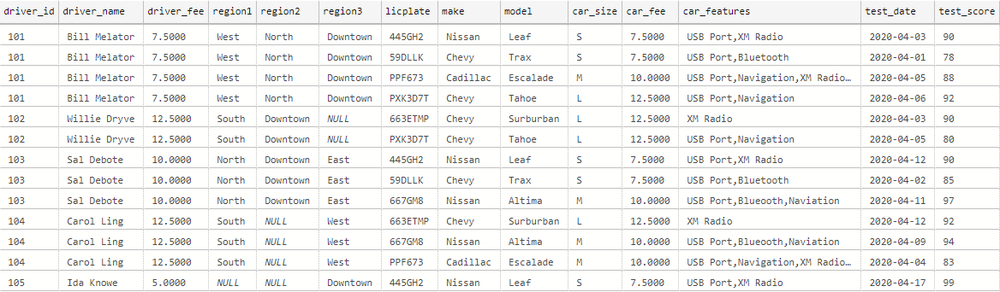 driver_id driver_name driver_fee region1 region2 region3 licplate make model car_size car_fee car_features test_date test_score
101 Bill Melator 7.5000 West North Downtown 445GH2 Nissan Leaf S 7.5000 USB Port,XM Radio 2020-04-03 90
101 Bill Melator 7.5000 West North Downtown 59DLLK Chevy Trax S 7.5000 USB Port,Bluetooth 2020-04-01 78
101 Bill Melator 7.5000 West North Downtown PPF673 Cadillac Escalade M 10.0000 USB Port,Navigation,XM Radio… 2020-04-05 88
101 Bill Melator 7.5000 West North Downtown PXK3D7T Chevy Tahoe L 12.5000 USB Port,Navigation 2020-04-06 92
102 Willie Dryve 12.5000 South Downtown NULL 663ETMP Chevy Surburban L 12.5000 XM Radio 2020-04-03 90
102 Willie Dryve 12.5000 South Downtown NULL PXK3D7T Chevy Tahoe L 12.5000 USB Port,Navigation 2020-04-05 80
103 Sal Debote 10.0000 North Downtown East 445GH2 Nissan Leaf S 7.5000 USB Port,XM Radio 2020-04-12 90
103 Sal Debote 10.0000 North Downtown East 59DLLK Chevy Trax S 7.5000 USB Port,Bluetooth 2020-04-02 85
103 Sal Debote 10.0000 North Downtown East 667GM8 Nissan Altima M 10.0000 USB Port,Blueooth,Naviation 2020-04-11 97
104 Carol Ling 12.5000 South NULL West 663ETMP Chevy Surburban L 12.5000 XM Radio 2020-04-12 92
104 Carol Ling 12.5000 South NULL West 667GM8 Nissan Altima M 10.0000 USB Port,Blueooth,Naviation 2020-04-09 94
104 Carol Ling 12.5000 South NULL West PPF673 Cadillac Escalade M 10.0000 USB Port,Navigation,XM Radio… 2020-04-04 83
105 Ida Knowe 5.0000 NULL NULL Downtown 445GH2 Nissan Leaf S 7.5000 USB Port,XM Radio 2020-04-17 99